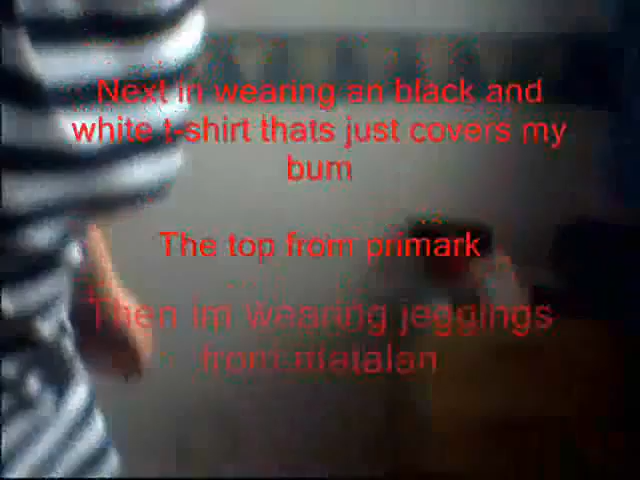 Next in wearing an black and
white t-shirt thats just covers my
bum
The top from primark
Then im wearing jeggings
from matalan